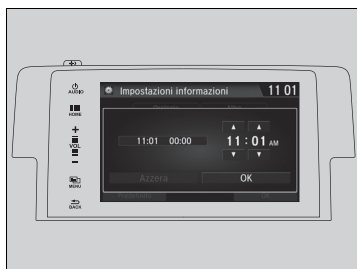 AUDIO
HOME
+
VOL
-
MENU
BACK
Impostazioni informazioni 11 01
11:01 00:00
11 : 01 AM
Azzera OK